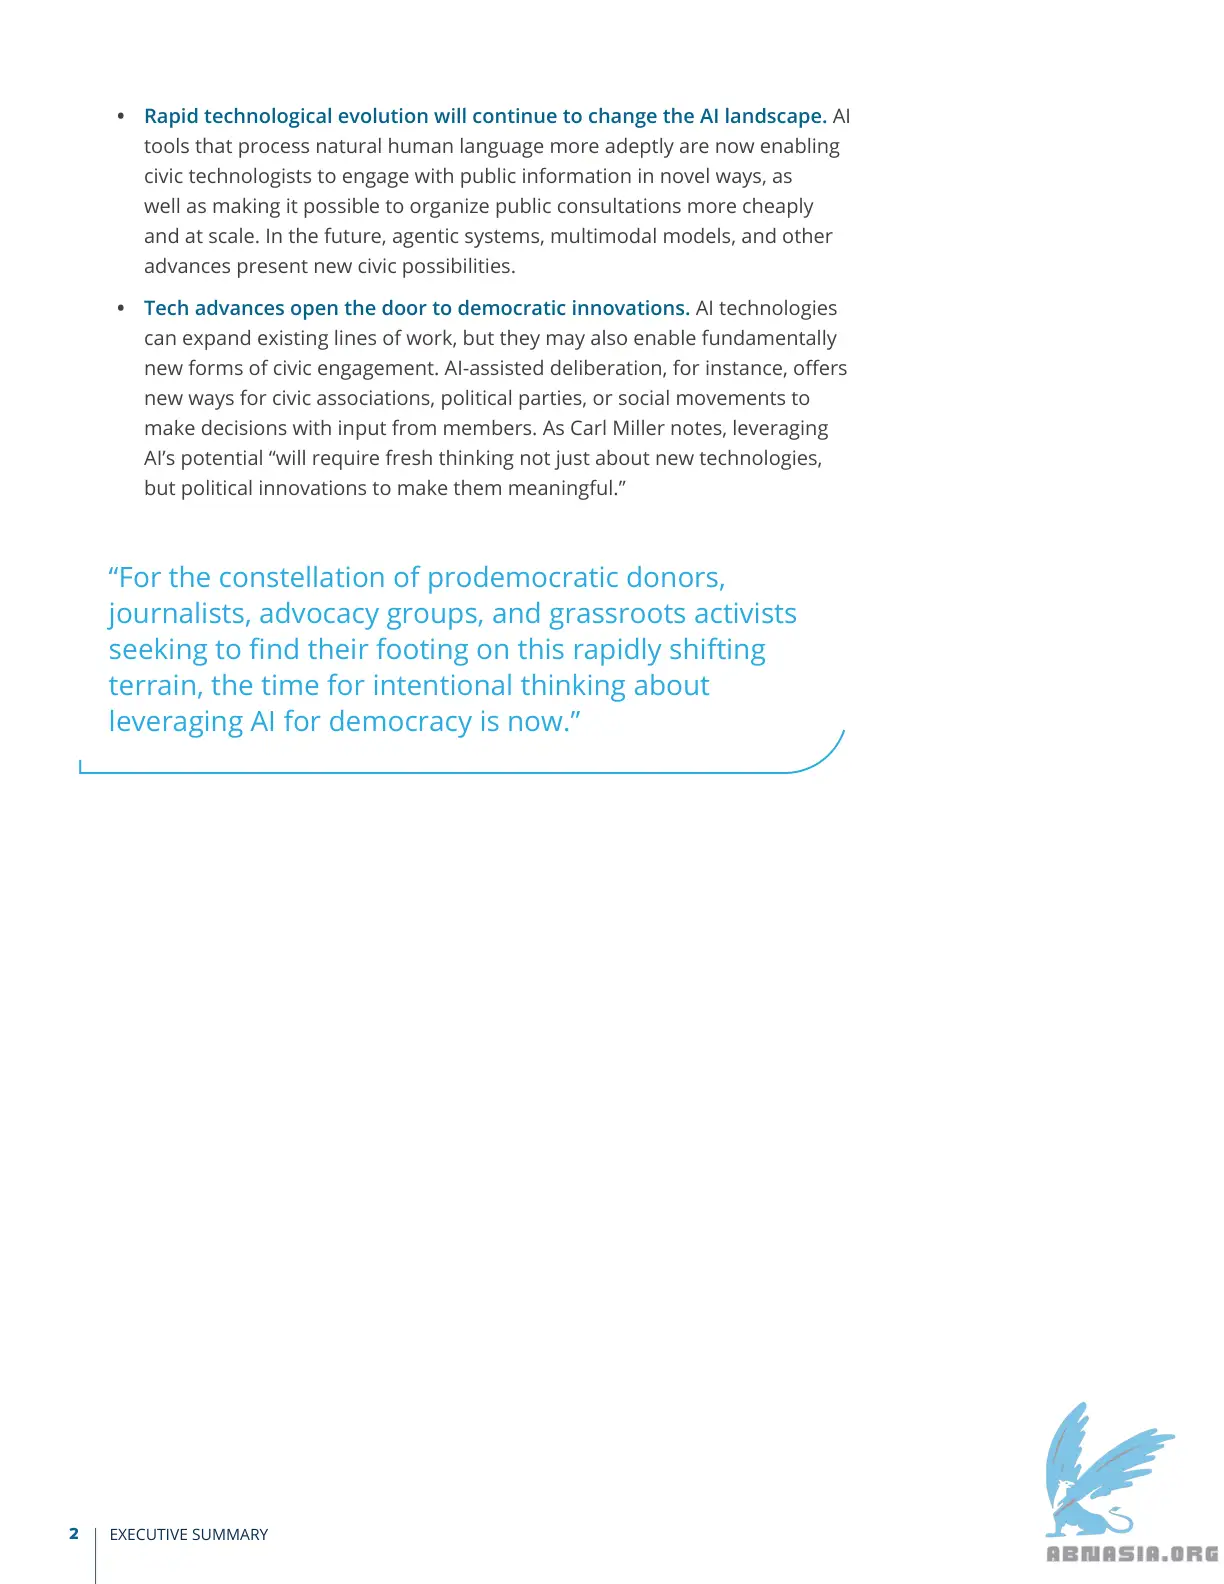 • Rapid technological evolution will continue to change the AI landscape. AI
tools that process natural human language more adeptly are now enabling
civic technologists to engage with public information in novel ways, as
well as making it possible to organize public consultations more cheaply
and at scale. In the future, agentic systems, multimodal models, and other
advances present new civic possibilities.
• Tech advances open the door to democratic innovations. AI technologies
can expand existing lines of work, but they may also enable fundamentally
new forms of civic engagement. AI-assisted deliberation, for instance, offers
new ways for civic associations, political parties, or social movements to
make decisions with input from members. As Carl Miller notes, leveraging
AI’s potential “will require fresh thinking not just about new technologies,
but political innovations to make them meaningful.”
“For the constellation of prodemocratic donors,
journalists, advocacy groups, and grassroots activists
seeking to find their footing on this rapidly shifting
terrain, the time for intentional thinking about
leveraging AI for democracy is now.”
2 EXECUTIVE SUMMARY
ABNASIA.ORG